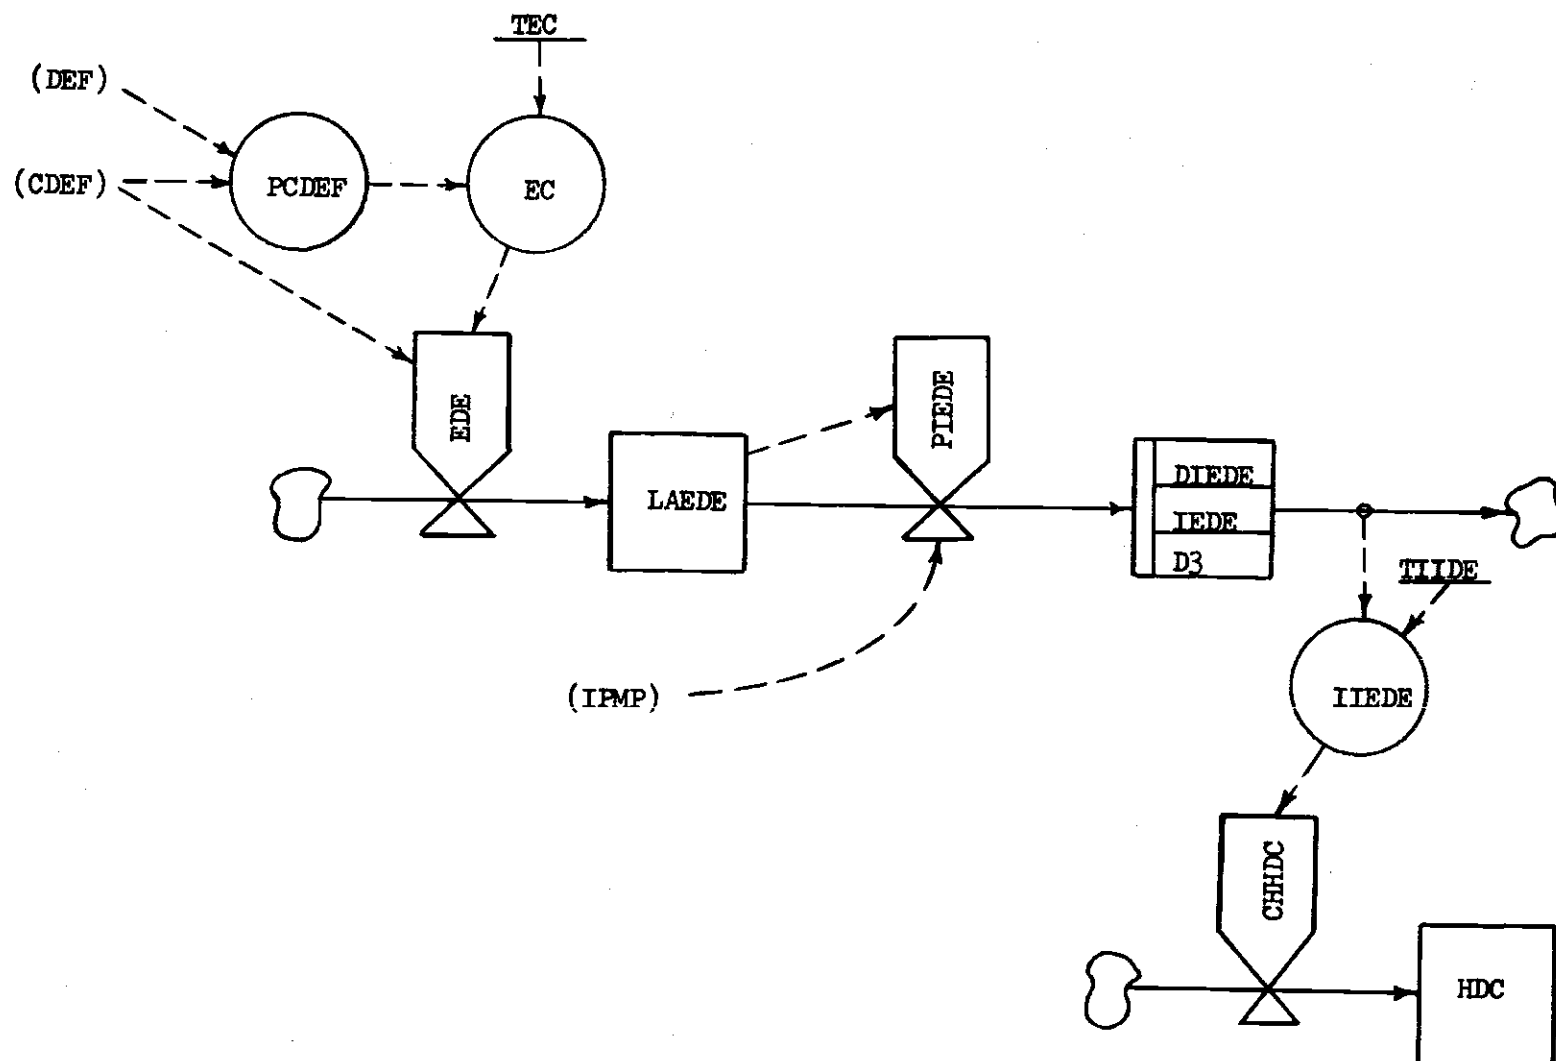 TEC
(DEF)
(CDEF)
PCDEF
EC
EDE
PIEDE
LAEDE
DIEDE
IEDE
D3
TIIDE
(IPMP)
IIEDE
CHHDC
HDC